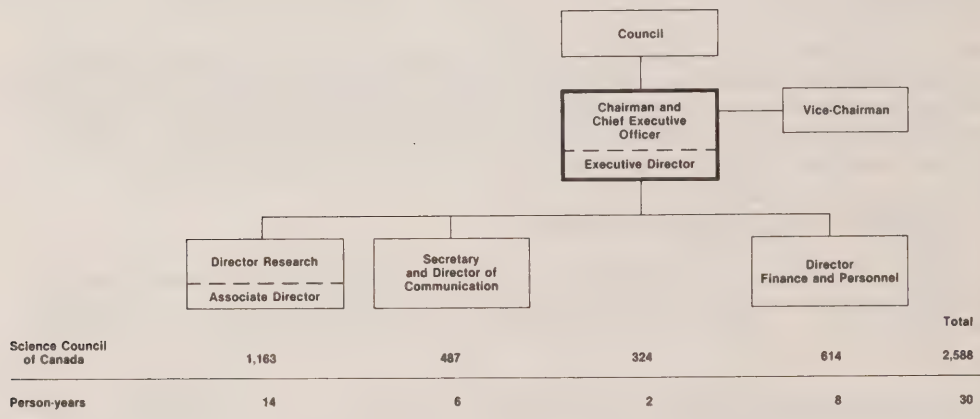 Council
Chairman and
Chief Executive
Officer
Executive Director
Vice-Chairman
Director Research
Associate Director
Secretary
and Director of
Communication
Director
Finance and Personnel
Total
Science Council
of Canada 1,163 487 324 614 2,588
Person-years 14 6 2 8 30